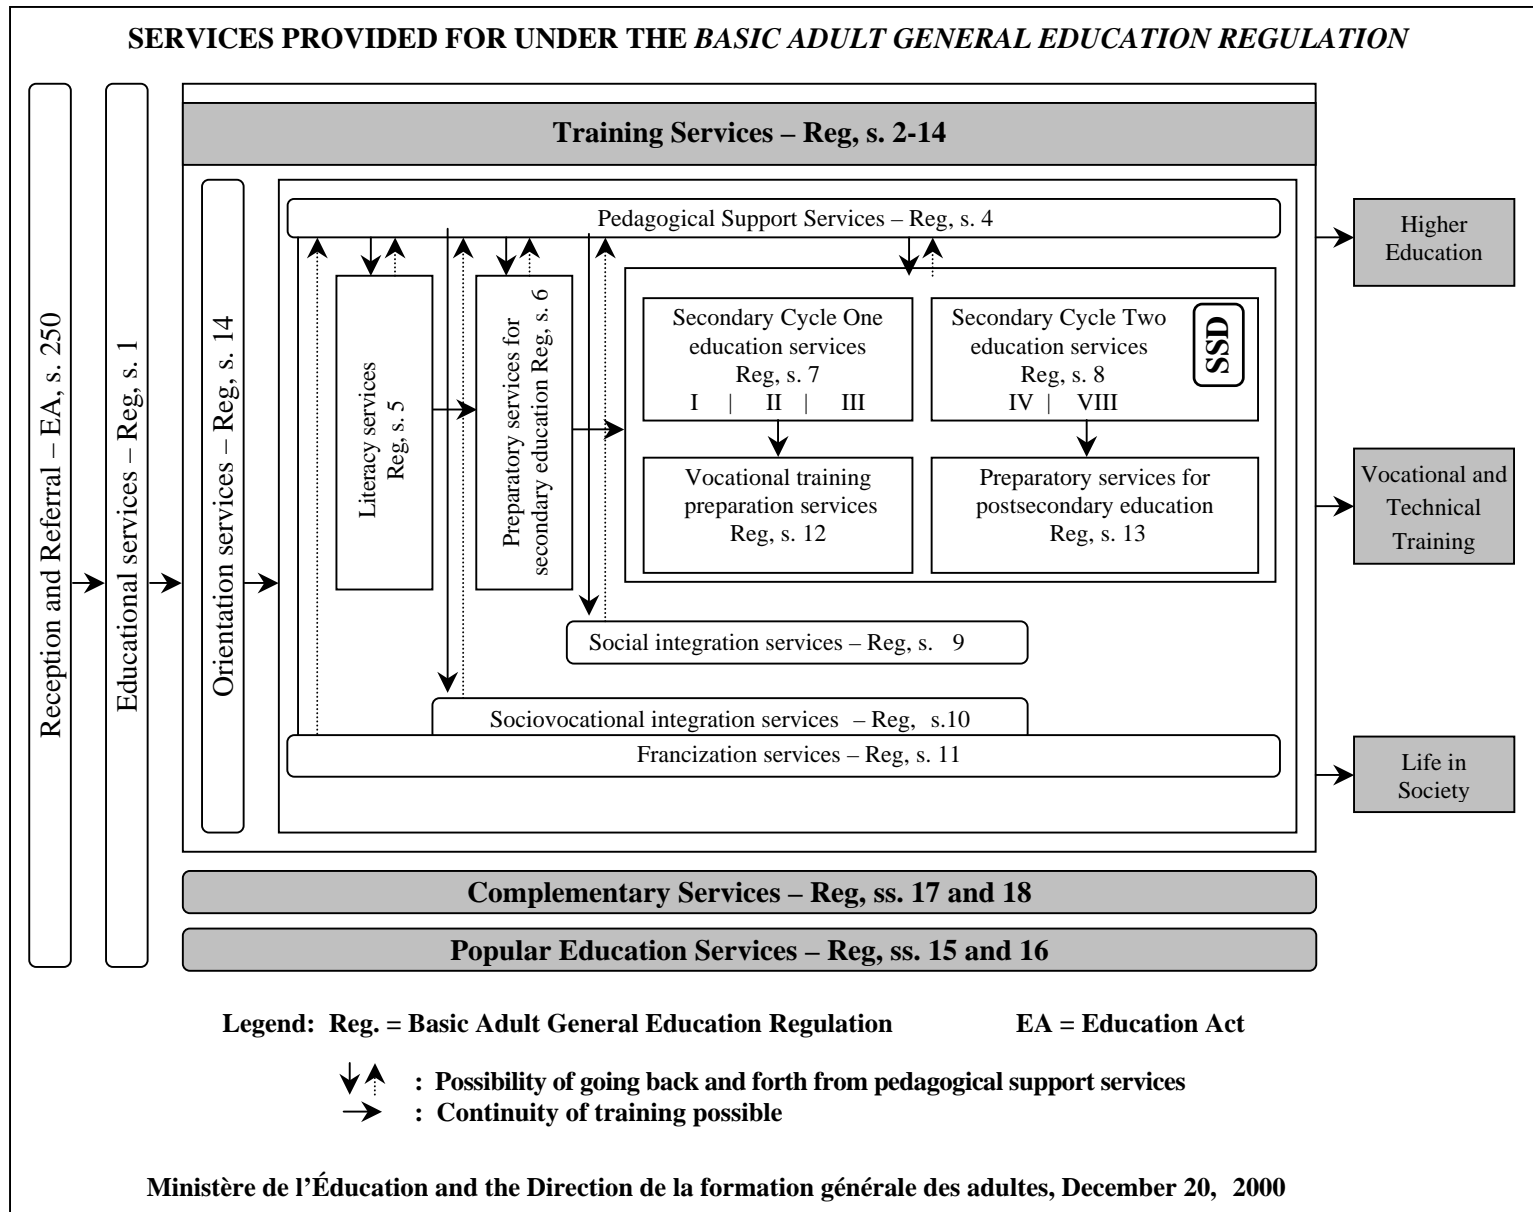 SERVICES PROVIDED FOR UNDER THE BASIC ADULT GENERAL EDUCATION REGULATION
Reception and Referral – EA, s. 250
Educational services – Reg, s. 1
Training Services – Reg, s. 2-14
Orientation services – Reg, s. 14
Pedagogical Support Services – Reg, s. 4
Literacy services
Reg, s. 5
Preparatory services for
secondary education Reg, s. 6
Secondary Cycle One
education services
Reg, s. 7
I | II | III
Secondary Cycle Two
education services
Reg, s. 8
IV | VIII
SSD
Vocational training
preparation services
Reg, s. 12
Preparatory services for
postsecondary education
Reg, s. 13
Social integration services – Reg, s. 9
Sociovocational integration services – Reg, s.10
Francization services – Reg, s. 11
Higher
Education
Vocational and
Technical
Training
Life in
Society
Complementary Services – Reg, ss. 17 and 18
Popular Education Services – Reg, ss. 15 and 16
Legend: Reg. = Basic Adult General Education Regulation EA = Education Act
: Possibility of going back and forth from pedagogical support services
: Continuity of training possible
Ministère de l'Éducation and the Direction de la formation générale des adultes, December 20, 2000